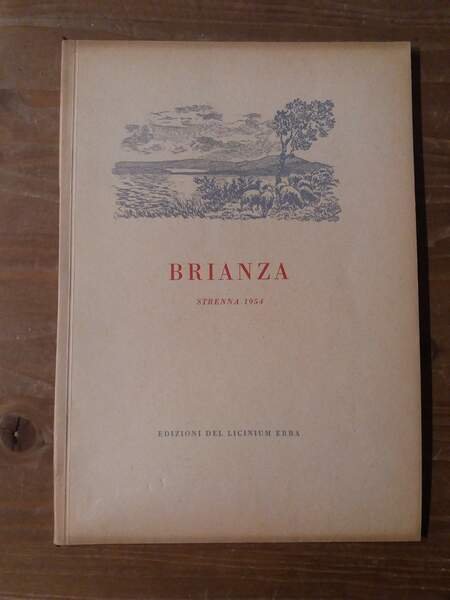 BRIANZA
STRENNA 1954
EDIZIONI DEL LICINIUM ERBA